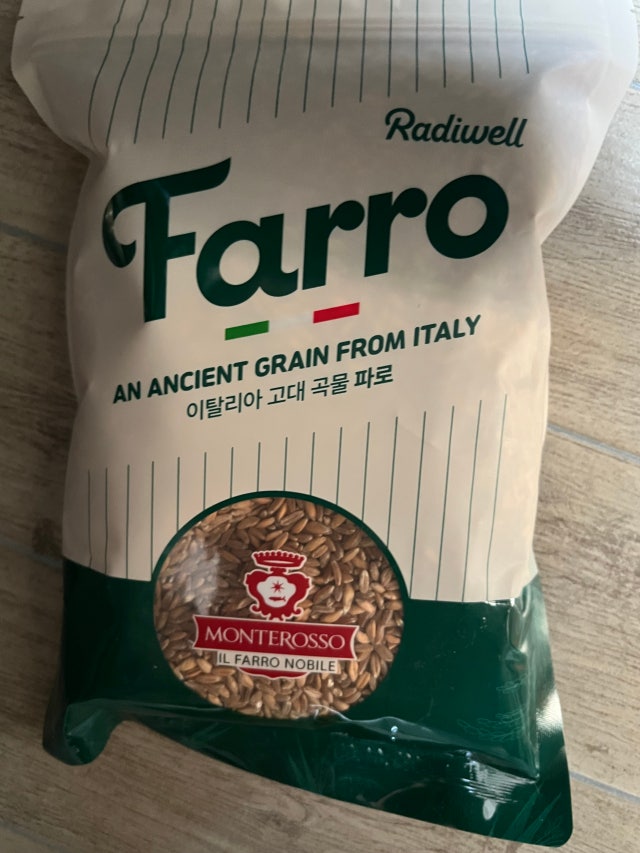 Radiwell
Farro
AN ANCIENT GRAIN FROM ITALY
이탈리아 고대 곡물 파로
MONTEROSSO
IL FARRO NOBILE